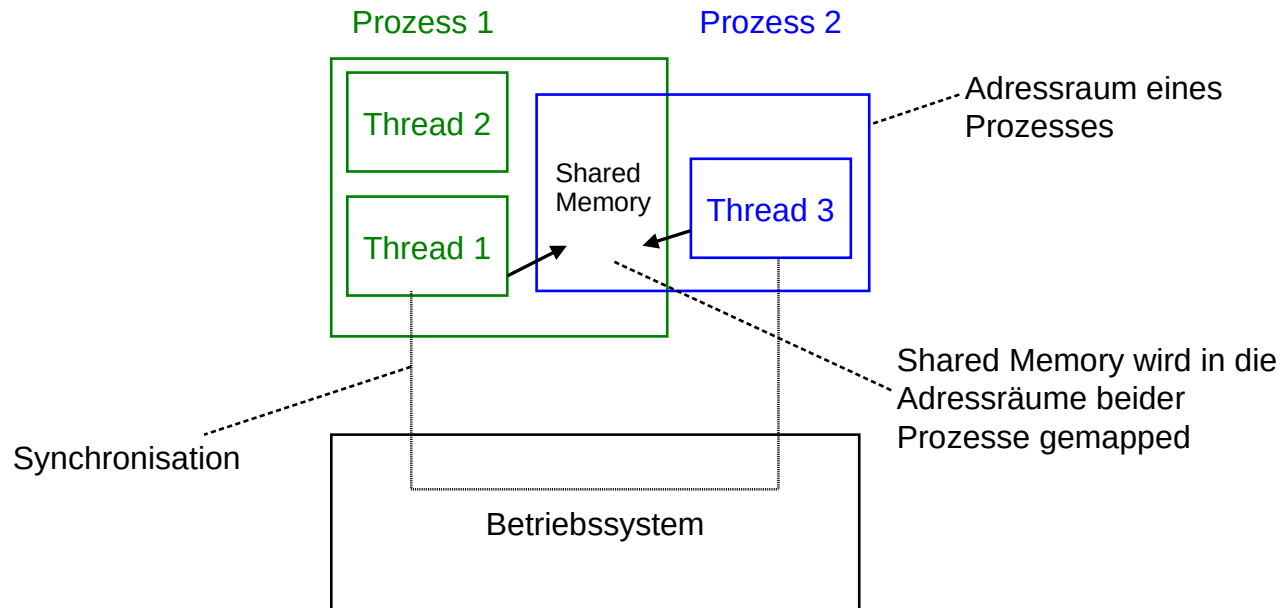 Prozess 1
Prozess 2
Adressraum eines
Prozesses
Thread 2
Shared
Memory
Thread 3
Thread 1
Shared Memory wird in die
Adressräume beider
Prozesse gemapped
Synchronisation
Betriebssystem